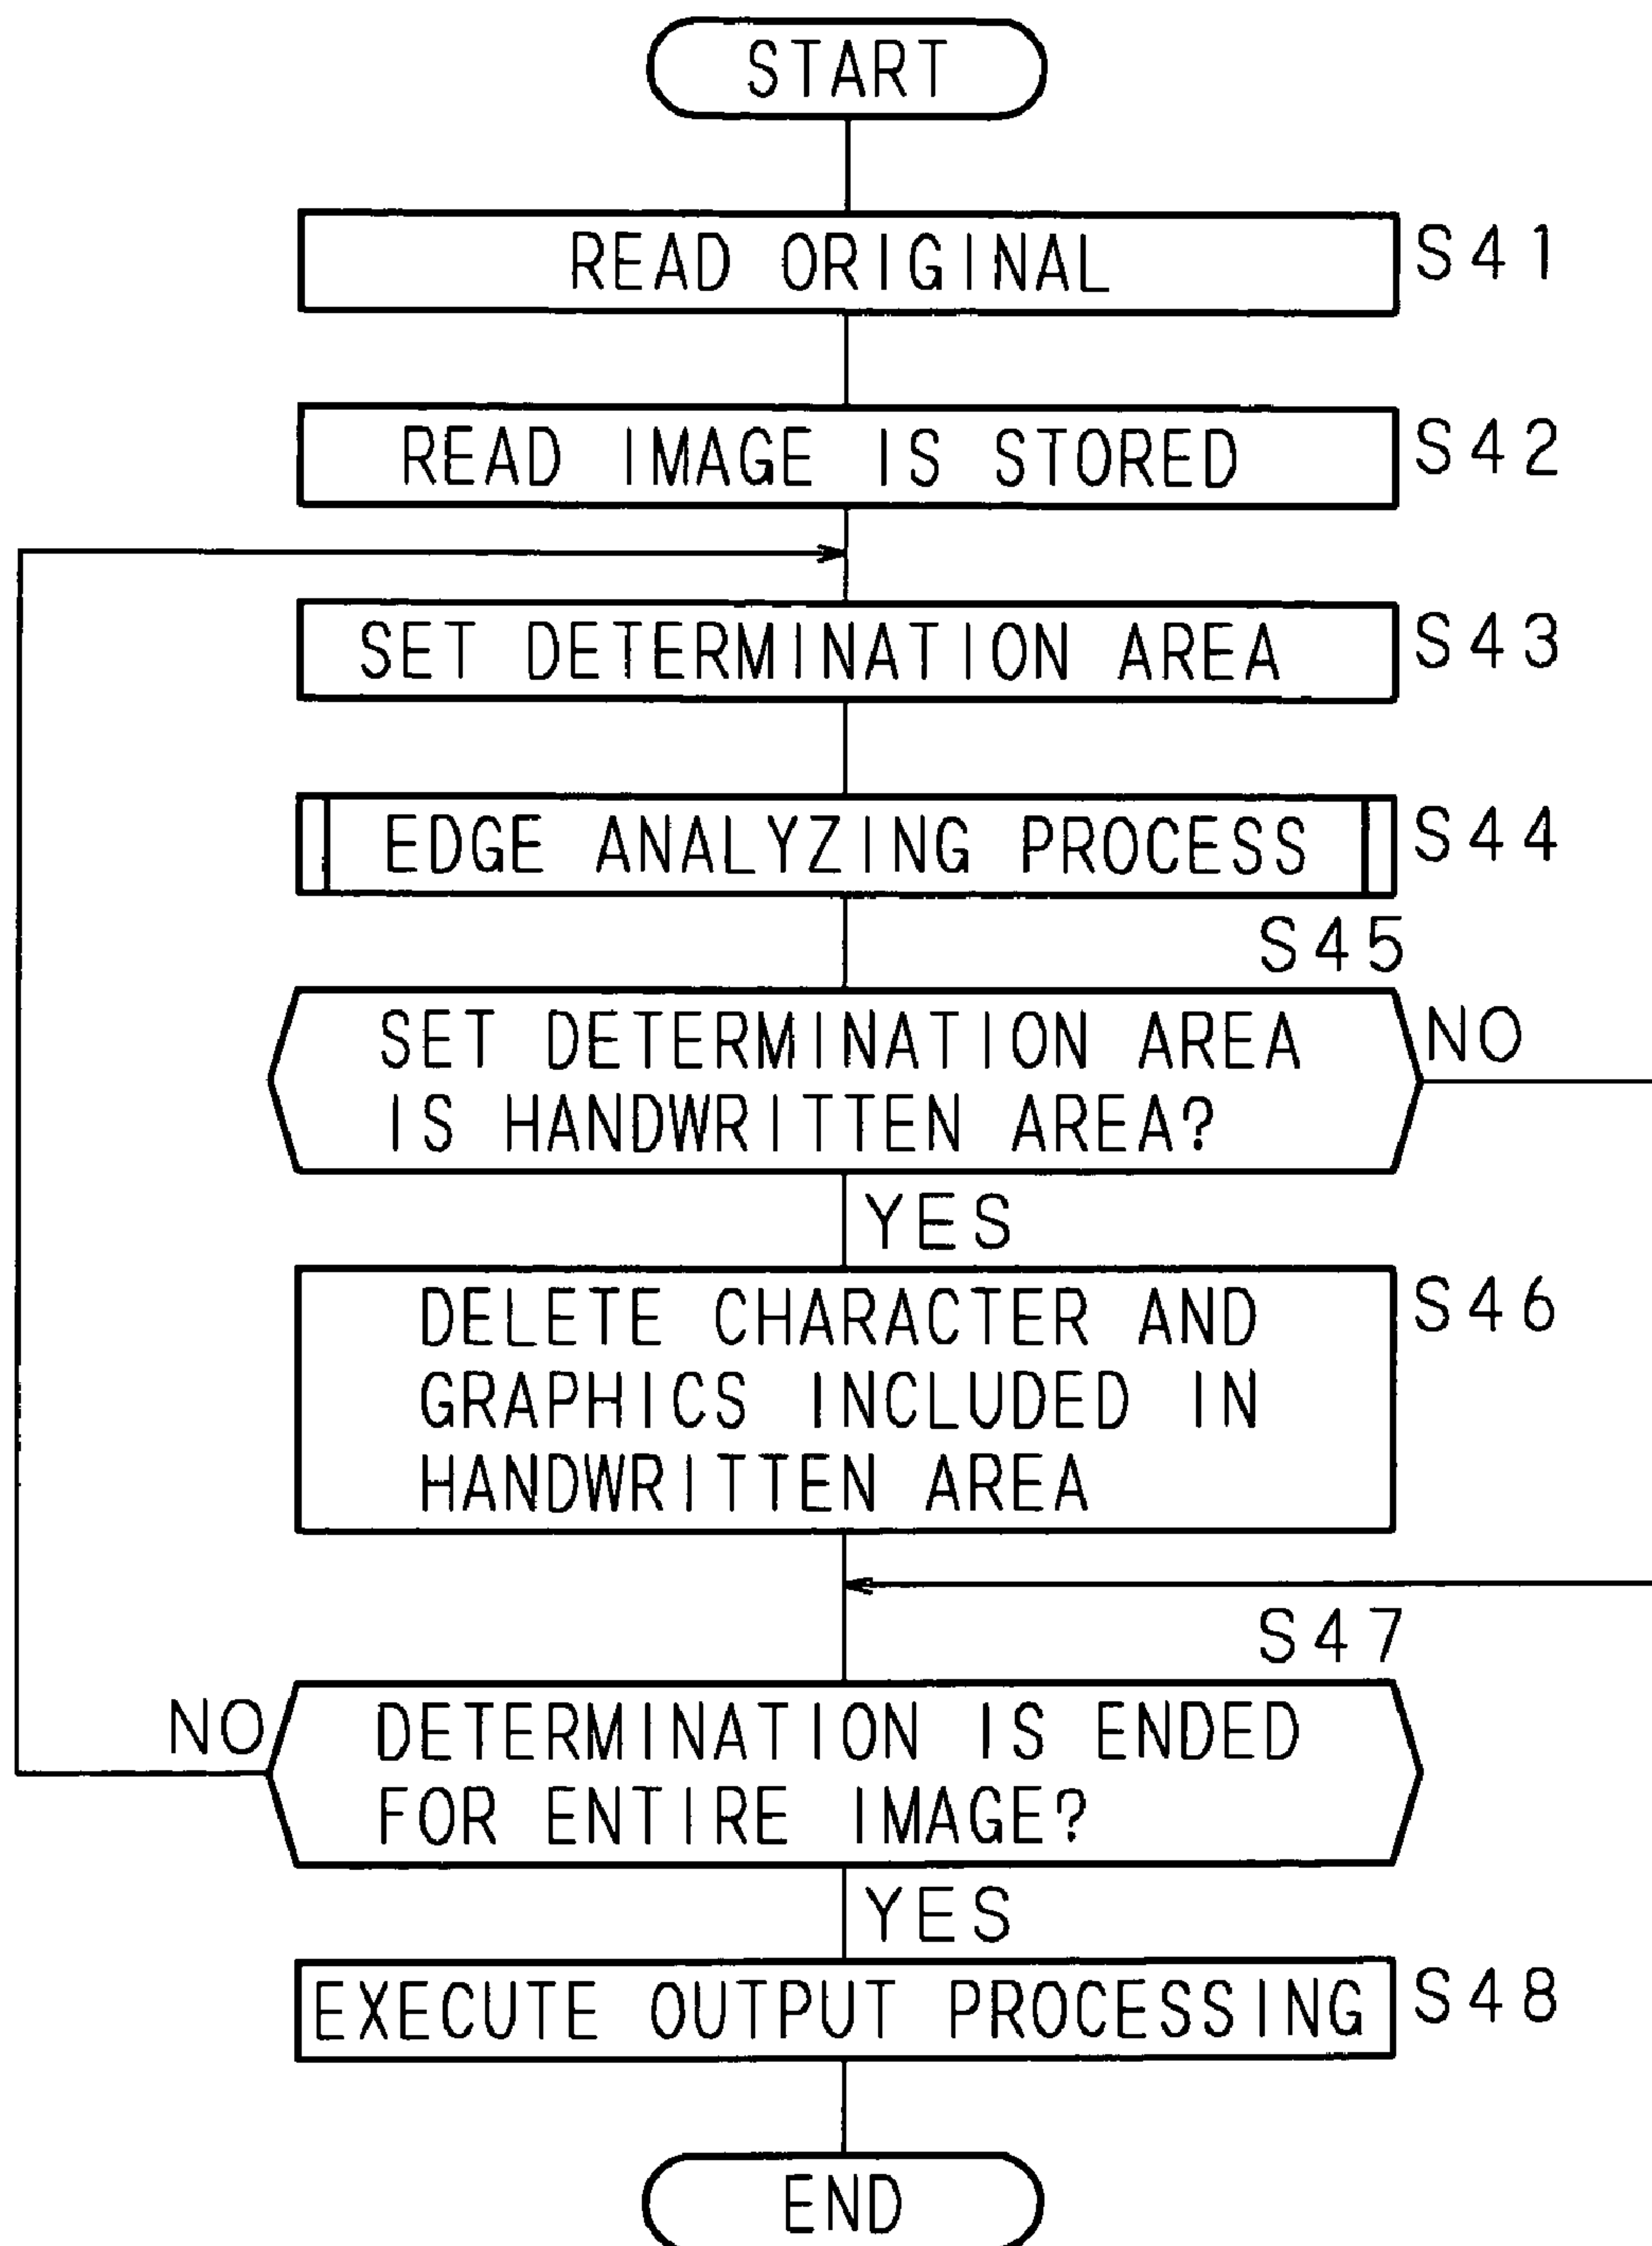 START
READ ORIGINAL
S41
READ IMAGE IS STORED
S42
SET DETERMINATION AREA
S43
EDGE ANALYZING PROCESS
S44
S45
SET DETERMINATION AREA
IS HANDWRITTEN AREA?
NO
YES
DELETE CHARACTER AND
GRAPHICS INCLUDED IN
HANDWRITTEN AREA
S46
S47
NO
DETERMINATION IS ENDED
FOR ENTIRE IMAGE?
YES
EXECUTE OUTPUT PROCESSING
S48
END